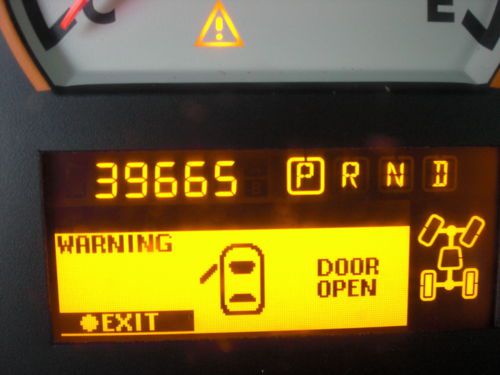 C
E
39665 P R N D
WARNING
DOOR
OPEN
EXIT